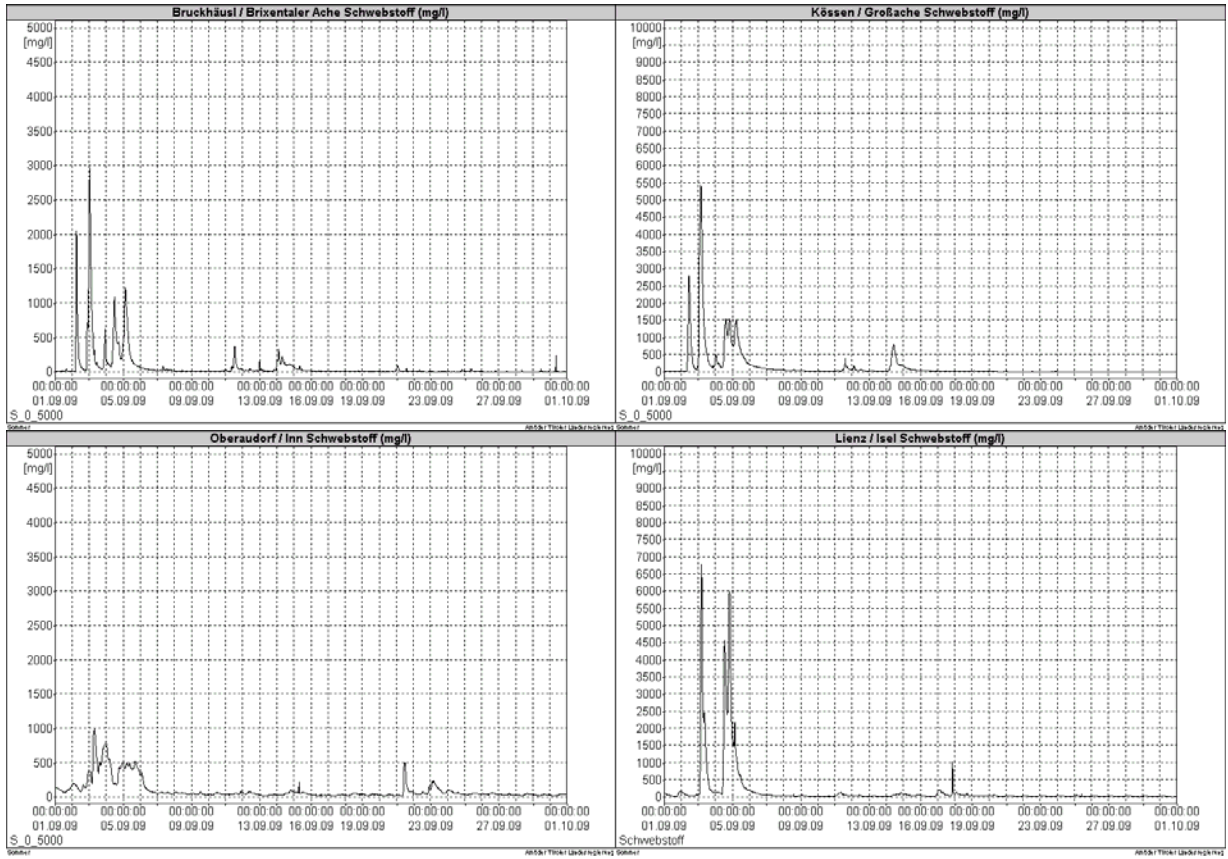 Bruckhäusl / Brixentaler Ache Schwebstoff (mg/l)
5000
[mg/l]
4500
4000
3500
3000
2500
2000
1500
1000
500
0
00:00:00 00:00:00 00:00:00 00:00:00 00:00:00 00:00:00 00:00:00 00:00:00
01.09.09 05.09.09 09.09.09 13.09.09 16.09.09 19.09.09 23.09.09 27.09.09 01.10.09
S_0_5000
Sommer
Kössen / Großache Schwebstoff (mg/l)
10000
[mg/l]
9000
8500
8000
7500
7000
6500
6000
5500
5000
4500
4000
3500
3000
2500
2000
1500
1000
500
0
00:00:00 00:00:00 00:00:00 00:00:00 00:00:00 00:00:00 00:00:00 00:00:00
01.09.09 05.09.09 09.09.09 13.09.09 16.09.09 19.09.09 23.09.09 27.09.09 01.10.09
S_0_5000
Sommer
Oberaudorf / Inn Schwebstoff (mg/l)
5000
[mg/l]
4500
4000
3500
3000
2500
2000
1500
1000
500
0
00:00:00 00:00:00 00:00:00 00:00:00 00:00:00 00:00:00 00:00:00 00:00:00
01.09.09 05.09.09 09.09.09 13.09.09 16.09.09 19.09.09 23.09.09 27.09.09 01.10.09
S_0_5000
Sommer
Lienz / Isel Schwebstoff (mg/l)
10000
[mg/l]
9000
8500
8000
7500
7000
6500
6000
5500
5000
4500
4000
3500
3000
2500
2000
1500
1000
500
0
00:00:00 00:00:00 00:00:00 00:00:00 00:00:00 00:00:00 00:00:00 00:00:00
01.09.09 05.09.09 09.09.09 13.09.09 16.09.09 19.09.09 23.09.09 27.09.09 01.10.09
Schwebstoff
Sommer